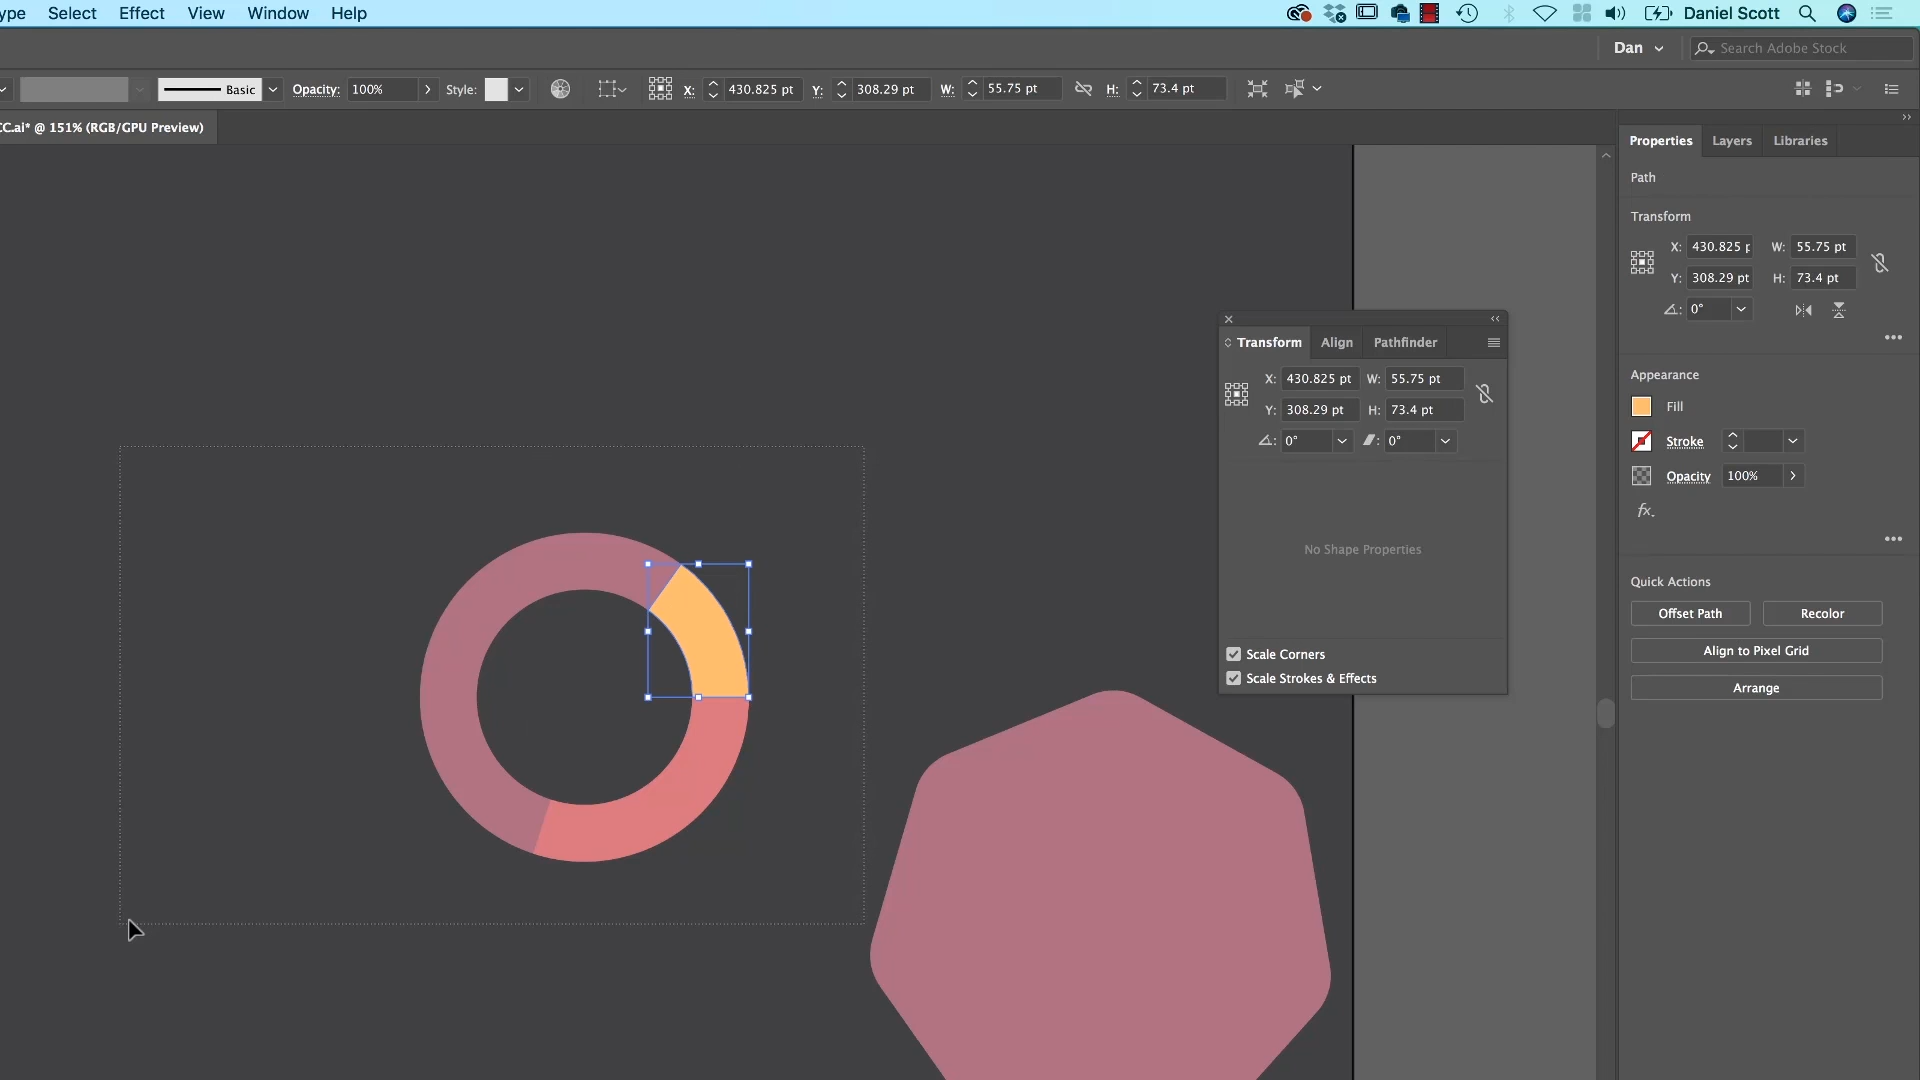 ype Select Effect View Window Help Daniel Scott
Dan Search Adobe Stock
Basic Opacity: 100% Style: X: 430.825 pt Y: 308.29 pt W: 55.75 pt H: 73.4 pt
CC.ai* @ 151% (RGB/GPU Preview)
Properties Layers Libraries
Path
Transform
X: 430.825 p W: 55.75 pt
Y: 308.29 pt H: 73.4 pt
0°
Transform Align Pathfinder
X: 430.825 pt W: 55.75 pt
Y: 308.29 pt H: 73.4 pt
0° 0°
No Shape Properties
Scale Corners
Scale Strokes & Effects
Appearance
Fill
Stroke
Opacity 100%
fx.
Quick Actions
Offset Path Recolor
Align to Pixel Grid
Arrange